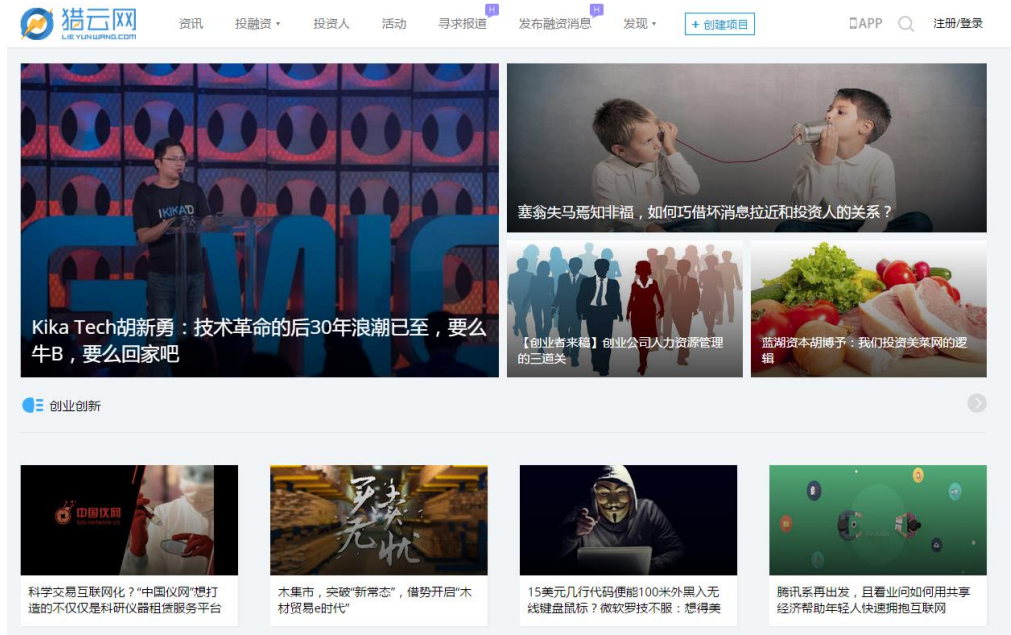 猎云网
LIEYUNWANG.COM
资讯
投融资
投资人
活动
寻求报道
H
发布融资消息
H
发现
+ 创建项目
APP
注册/登录
塞翁失马焉知非福，如何巧借坏消息拉近和投资人的关系？
IKIKA'D
GMIC
Kika Tech胡新勇：技术革命的后30年浪潮已至，要么
牛B，要么回家吧
【创业者来稿】创业公司人力资源管理
的三道关
蓝湖资本胡博予：我们投资美菜网的逻
辑
创业创新
中国仪网
买卖
无忧
科学交易互联网化？“中国仪网”想打
造的不仅仅是科研仪器租赁服务平台
木集市，突破“新常态”，借势开启“木
材贸易e时代”
15美元几行代码便能100米外黑入无
线键盘鼠标？微软罗技不服：想得美
腾讯系再出发，且看业问如何用共享
经济帮助年轻人快速拥抱互联网